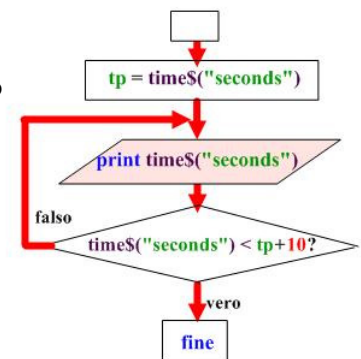 tp = time$("seconds")
print time$("seconds")
falso
time$("seconds") < tp+10?
vero
fine